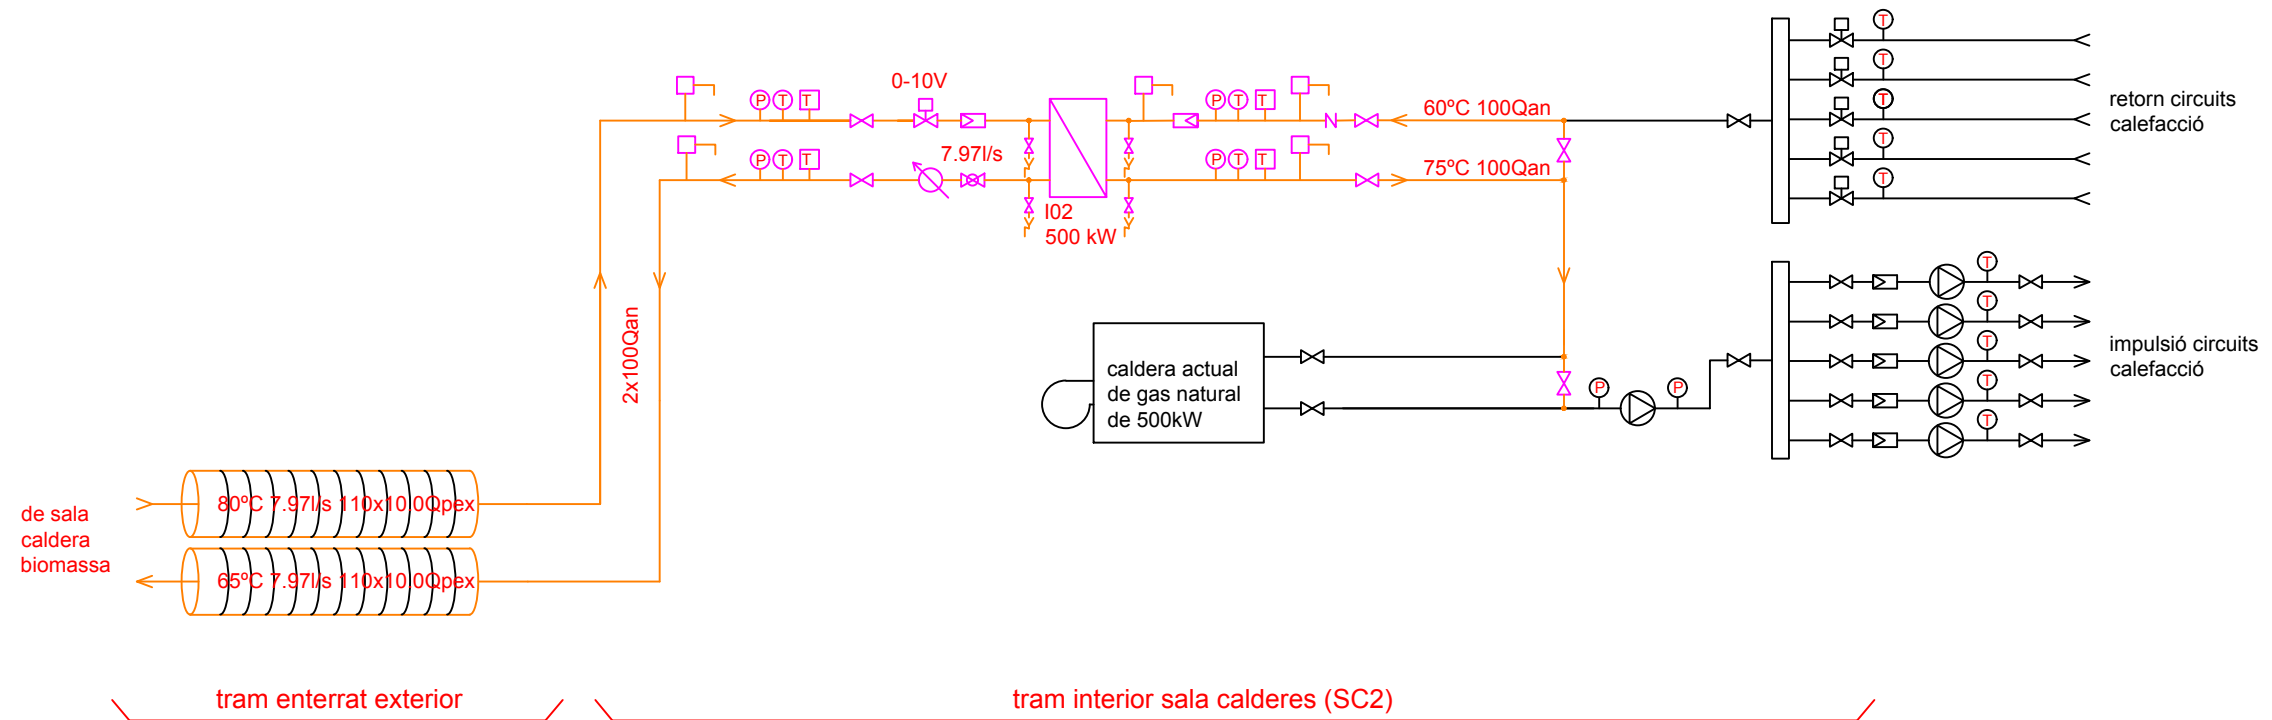 0-10V
P T T
P T T
60ºC 100Qan
T
T
T
T
T
retorn circuits
calefacció
P T T
7.97l/s
P T T
75ºC 100Qan
I02
500 kW
2x100Qan
caldera actual
de gas natural
de 500kW
P
P
T
T
T
T
T
impulsió circuits
calefacció
de sala
caldera
biomassa
80ºC 7.97l/s 110x10.0Qpex
65ºC 7.97l/s 110x10.0Qpex
tram enterrat exterior
tram interior sala calderes (SC2)